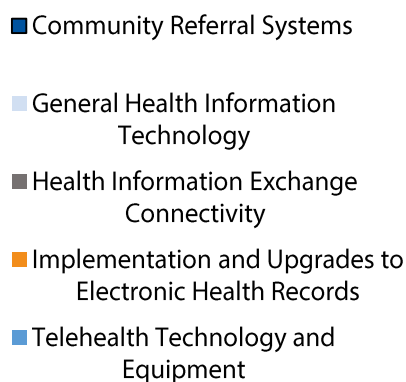 Community Referral Systems
General Health Information
Technology
Health Information Exchange
Connectivity
Implementation and Upgrades to
Electronic Health Records
Telehealth Technology and
Equipment